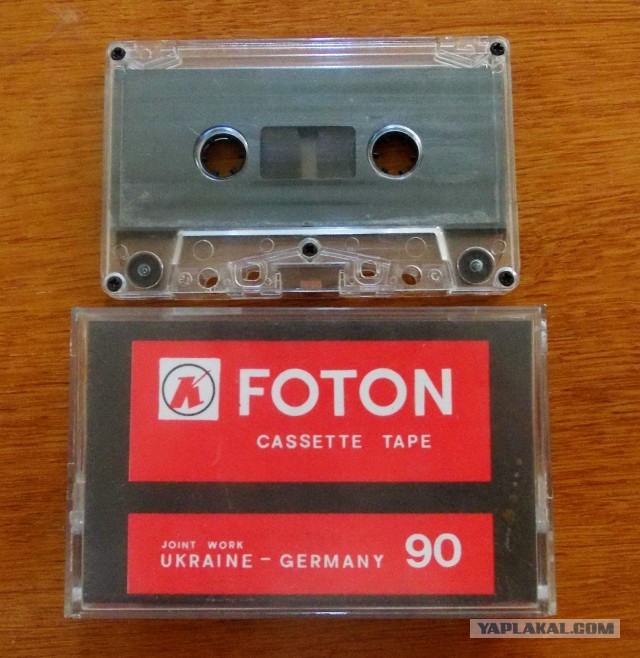 FOTON
CASSETTE TAPE
JOINT WORK
UKRAINE - GERMANY 90
YAPLAKAL.COM